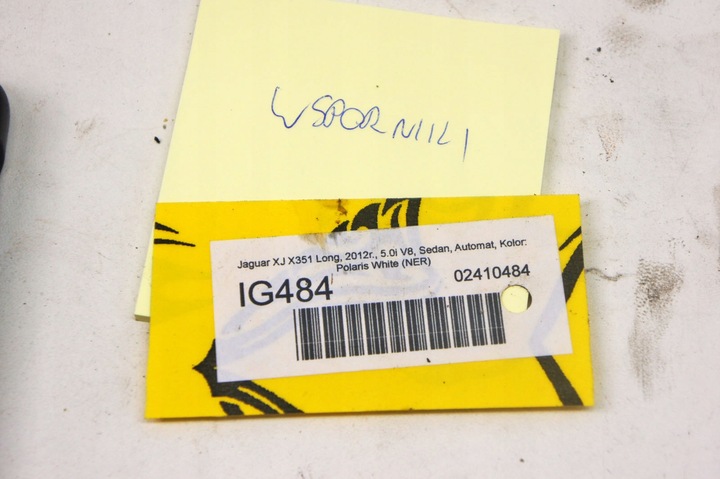 WSPORNIKI
Jaguar XJ X351 Long, 2012r., 5.0i V8, Sedan, Automat, Kolor:
Polaris White (NER)
IG484
02410484